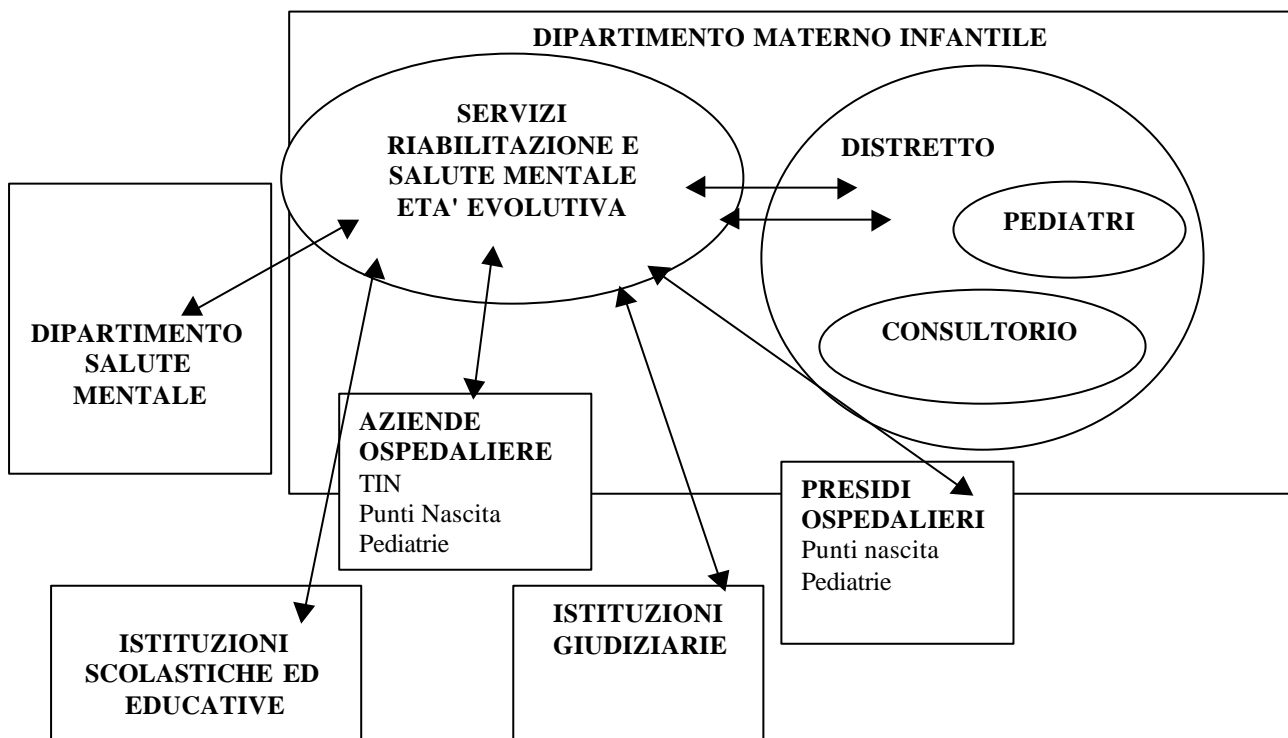 DIPARTIMENTO MATERNO INFANTILE
SERVIZI
RIABILITAZIONE E
SALUTE MENTALE
ETA' EVOLUTIVA
DISTRETTO
PEDIATRI
CONSULTORIO
DIPARTIMENTO
SALUTE
MENTALE
AZIENDE
OSPEDALIERE
TIN
Punti Nascita
Pediatrie
PRESIDI
OSPEDALIERI
Punti nascita
Pediatrie
ISTITUZIONI
SCOLASTICHE ED
EDUCATIVE
ISTITUZIONI
GIUDIZIARIE